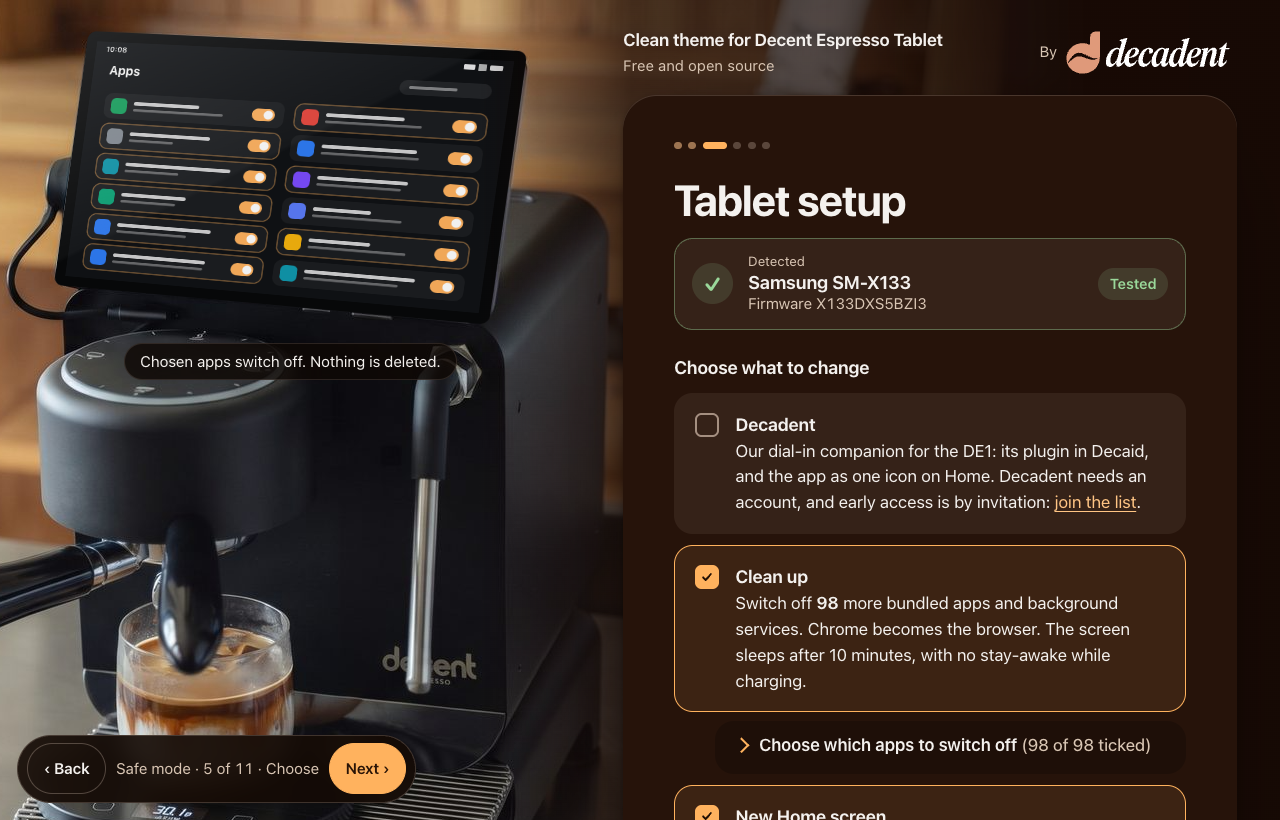 10:08
Apps
Chosen apps switch off. Nothing is deleted.
decent
‹ Back
Safe mode · 5 of 11 · Choose
Next ›
Clean theme for Decent Espresso Tablet
Free and open source
By decadent
Tablet setup
Detected
Samsung SM-X133
Firmware X133DXS5BZI3
Tested
Choose what to change
Decadent
Our dial-in companion for the DE1: its plugin in Decaid,
and the app as one icon on Home. Decadent needs an
account, and early access is by invitation: join the list.
Clean up
Switch off 98 more bundled apps and background
services. Chrome becomes the browser. The screen
sleeps after 10 minutes, with no stay-awake while
charging.
Choose which apps to switch off (98 of 98 ticked)
New Home screen